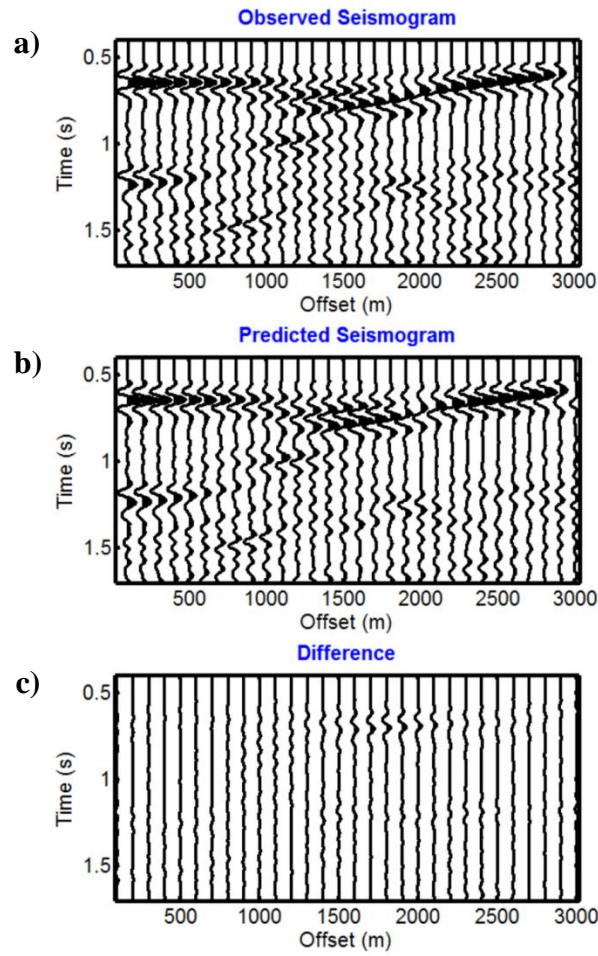 Observed Seismogram
a)
0.5
1
1.5
Time (s)
500 1000 1500 2000 2500 3000
Offset (m)
Predicted Seismogram
b)
0.5
1
1.5
Time (s)
500 1000 1500 2000 2500 3000
Offset (m)
Difference
c)
0.5
1
1.5
Time (s)
500 1000 1500 2000 2500 3000
Offset (m)